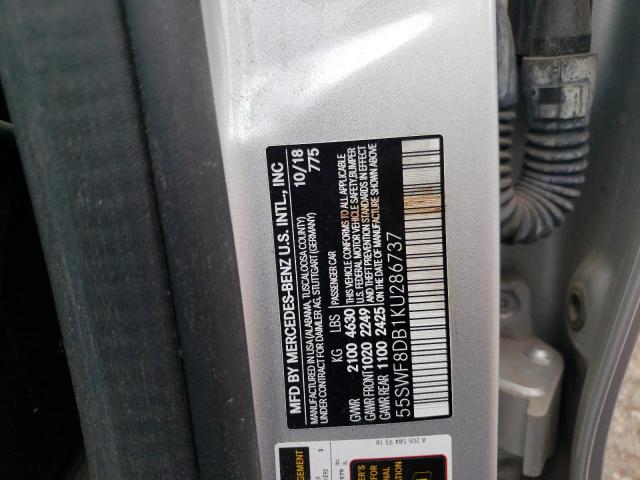 MFD BY MERCEDES-BENZ U.S. INTL., INC
MANUFACTURED IN USA (ALABAMA, TUSCALOOSA COUNTY) 10/18
UNDER CONTRACT FOR DAIMLER AG, STUTTGART (GERMANY) 775
KG LBS PASSENGER CAR
GWR 2100 4630 THIS VEHICLE CONFORMS TO ALL APPLICABLE
GAWR FRONT 1020 2249 U.S. FEDERAL MOTOR VEHICLE SAFETY, BUMPER
GAWR REAR 1100 2425 AND THEFT PREVENTION STANDARDS IN EFFECT
ON THE DATE OF MANUFACTURE SHOWN ABOVE
55SWF8DB1KU286737
A 205 584 93 18